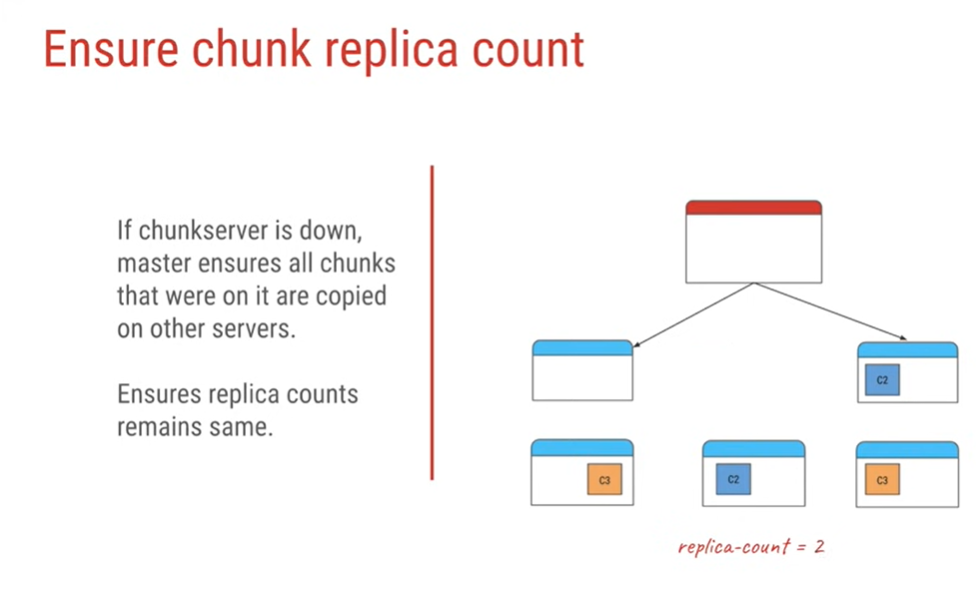 Ensure chunk replica count
If chunkserver is down,
master ensures all chunks
that were on it are copied
on other servers.
Ensures replica counts
remains same.
C2
C3
C2
C3
replica-count = 2